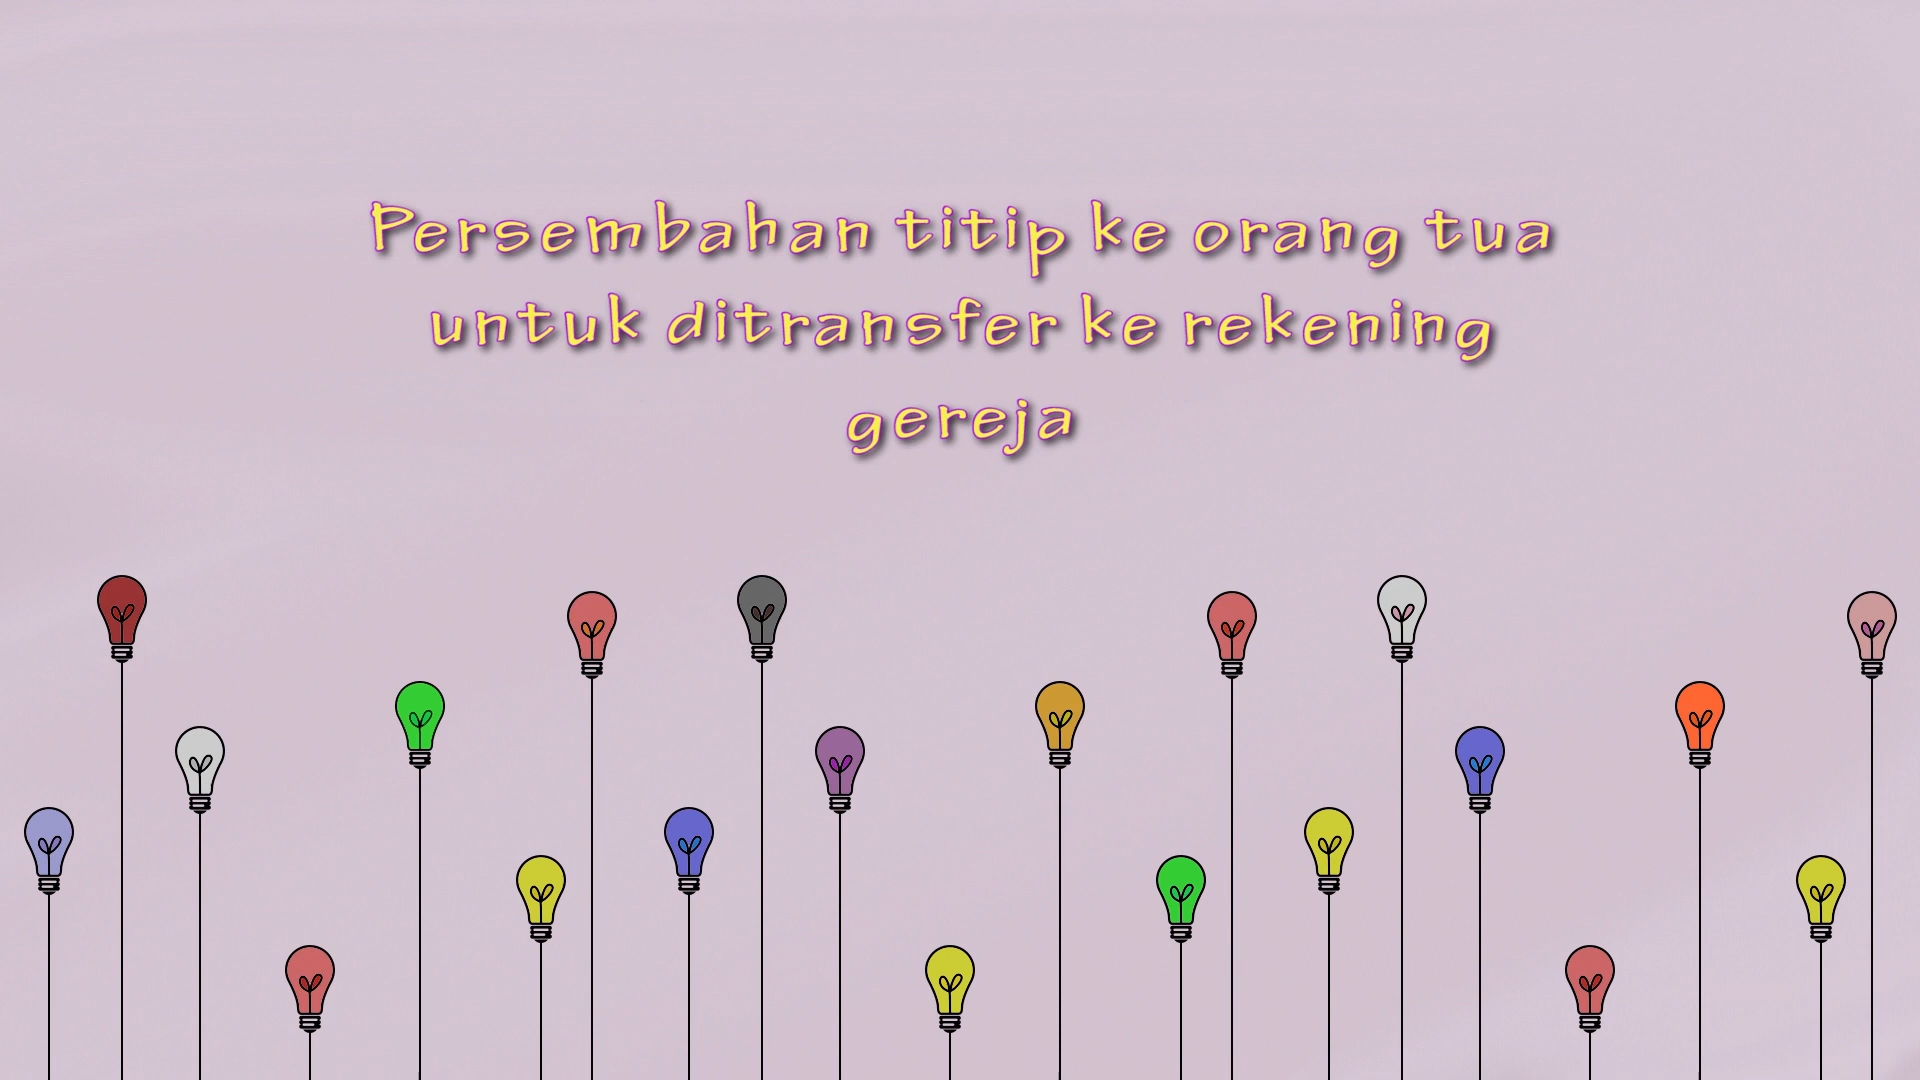 Persembahan titip ke orang tua
untuk ditransfer ke rekening
gereja